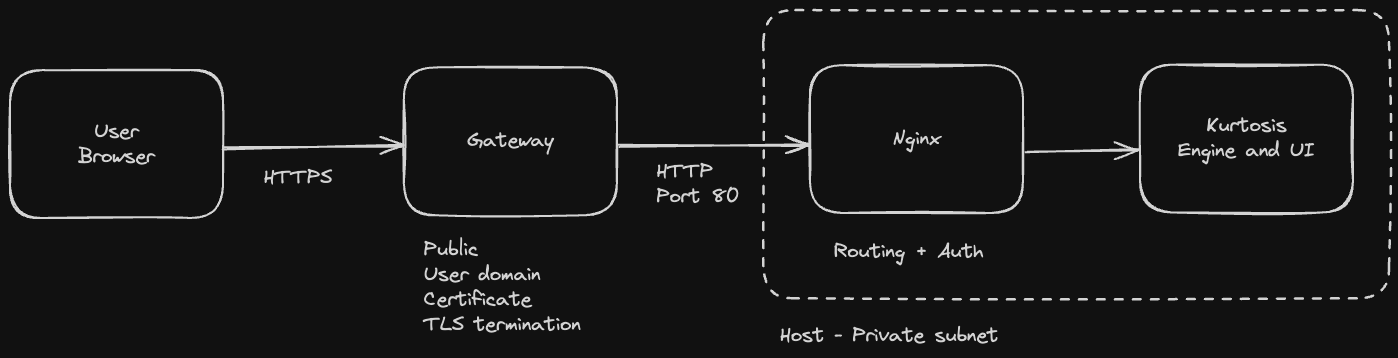 User
Browser
HTTPS
Gateway
Public
User domain
Certificate
TLS termination
HTTP
Port 80
Nginx
Routing + Auth
Kurtosis
Engine and UI
Host - Private subnet